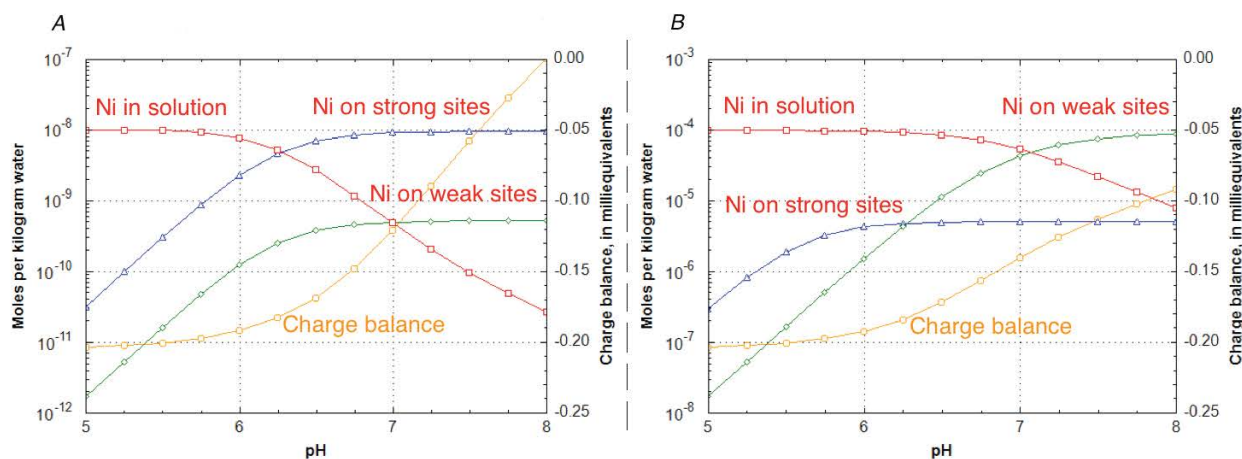 A
B
10^-7
10^-8
10^-9
10^-10
10^-11
10^-12
Moles per kilogram water
Ni in solution
Ni on strong sites
Ni on weak sites
Charge balance
0.00
-0.05
-0.10
-0.15
-0.20
-0.25
Charge balance, in milliequivalents
5
6
7
8
pH
10^-3
10^-4
10^-5
10^-6
10^-7
10^-8
Moles per kilogram water
Ni in solution
Ni on weak sites
Ni on strong sites
Charge balance
0.00
-0.05
-0.10
-0.15
-0.20
-0.25
Charge balance, in milliequivalents
5
6
7
8
pH